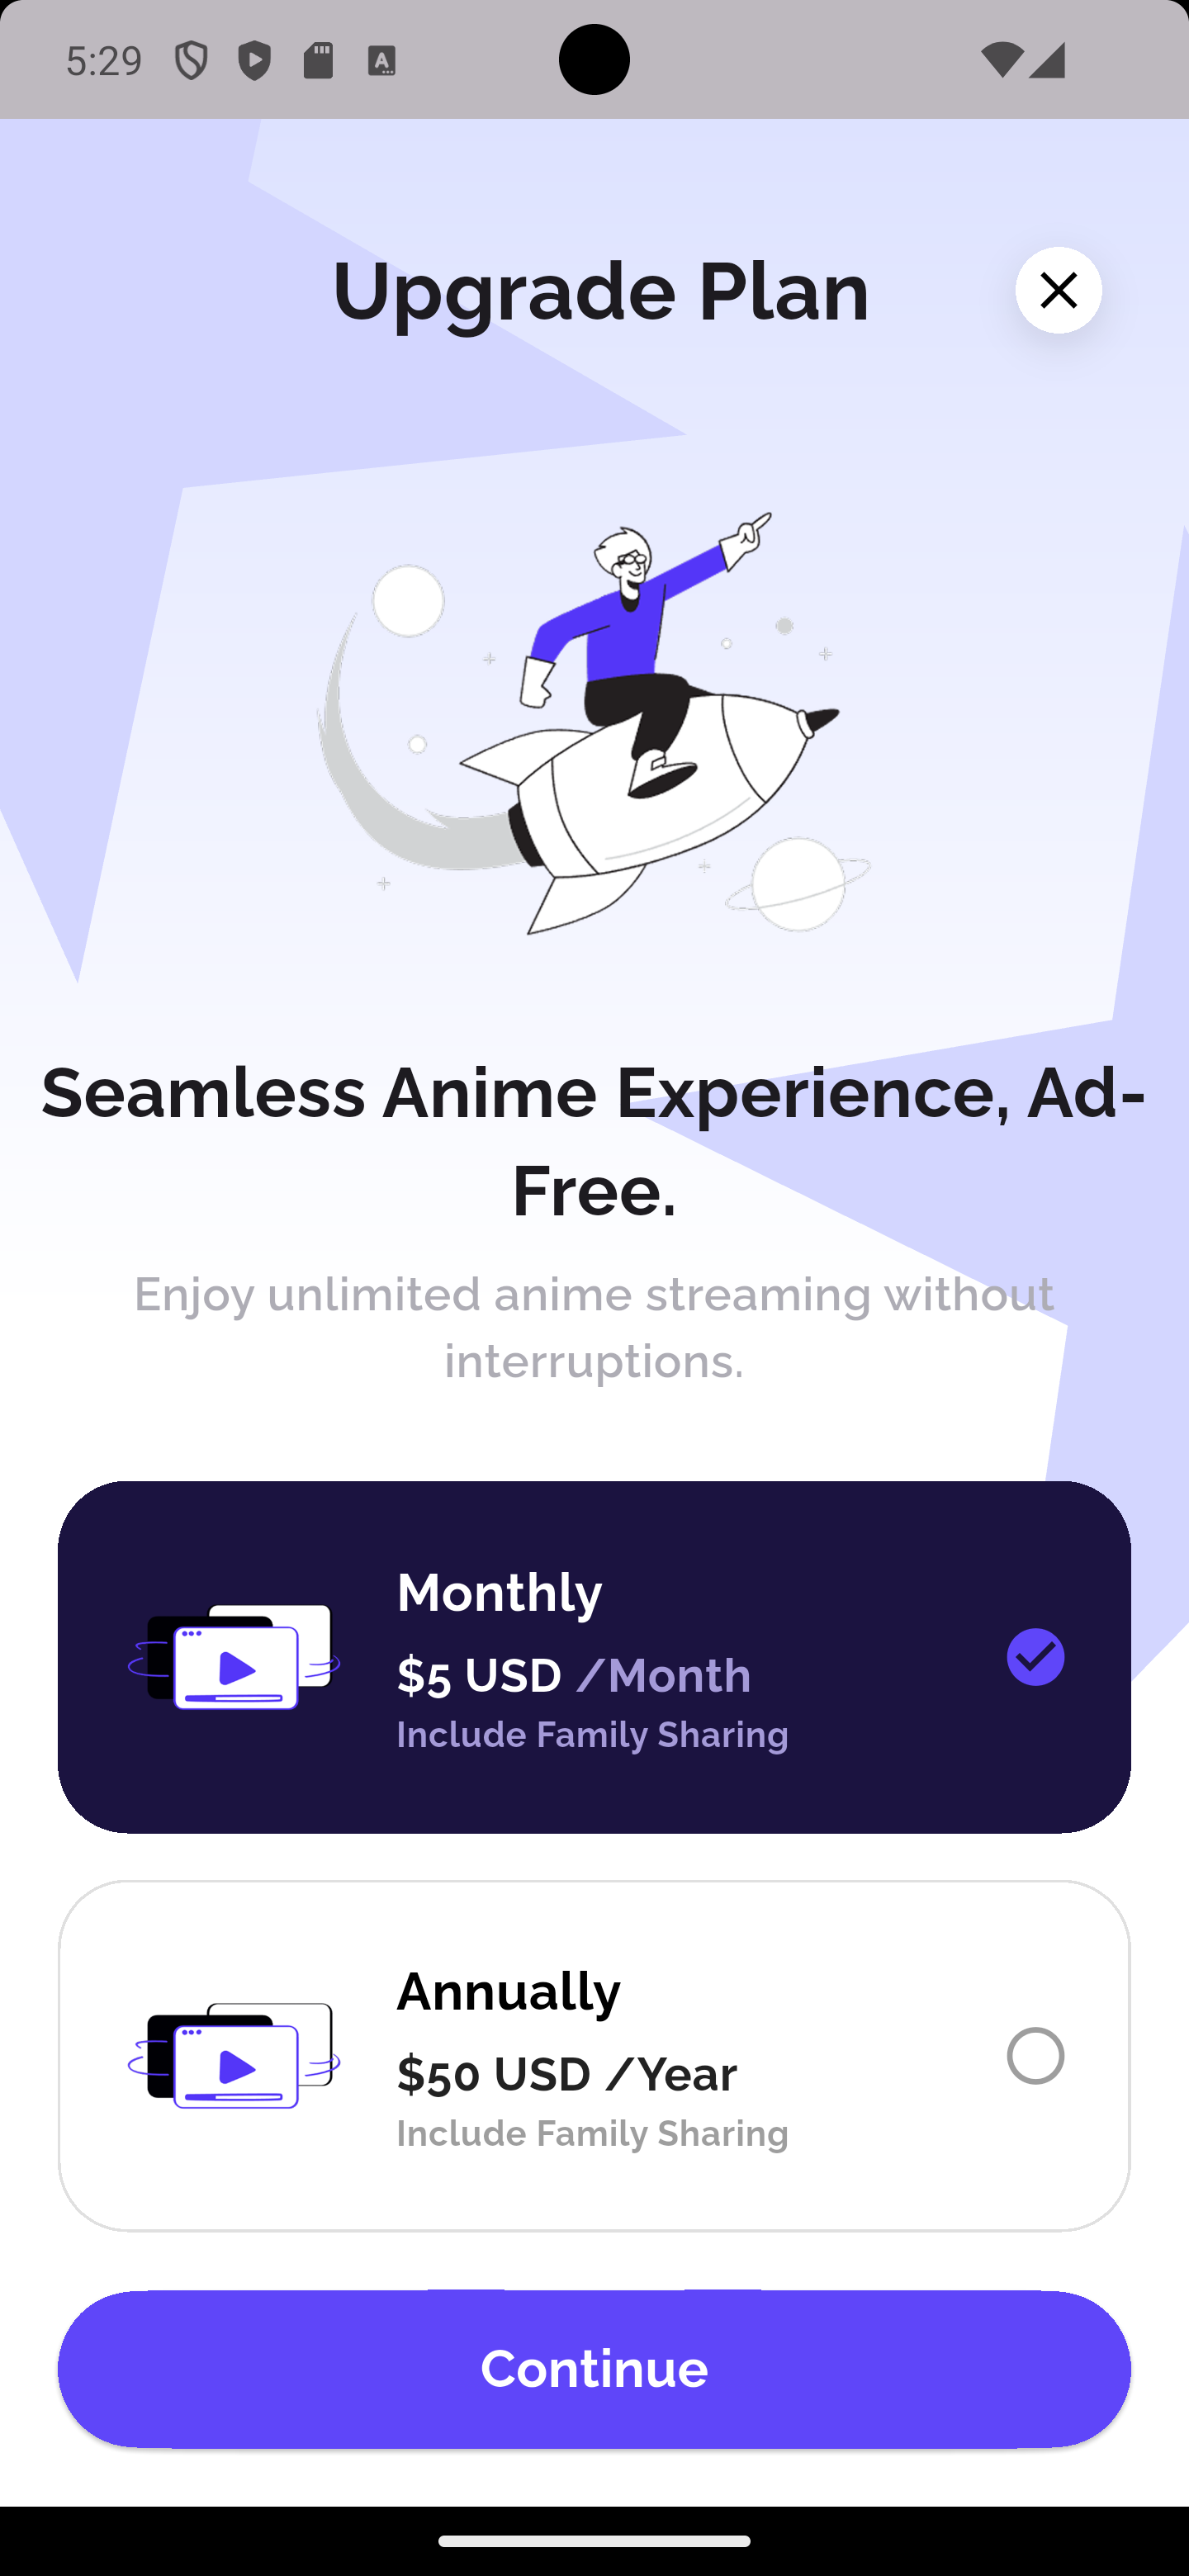 5:29
Upgrade Plan
Seamless Anime Experience, Ad-
Free.
Enjoy unlimited anime streaming without
interruptions.
Monthly
$5 USD /Month
Include Family Sharing
Annually
$50 USD /Year
Include Family Sharing
Continue